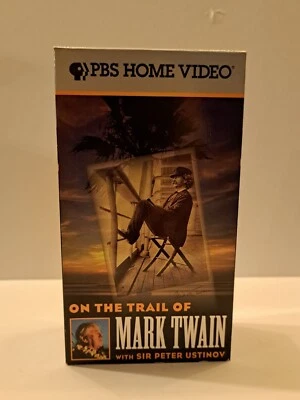 PBS HOME VIDEO®
ON THE TRAIL OF
MARK TWAIN
WITH SIR PETER USTINOV